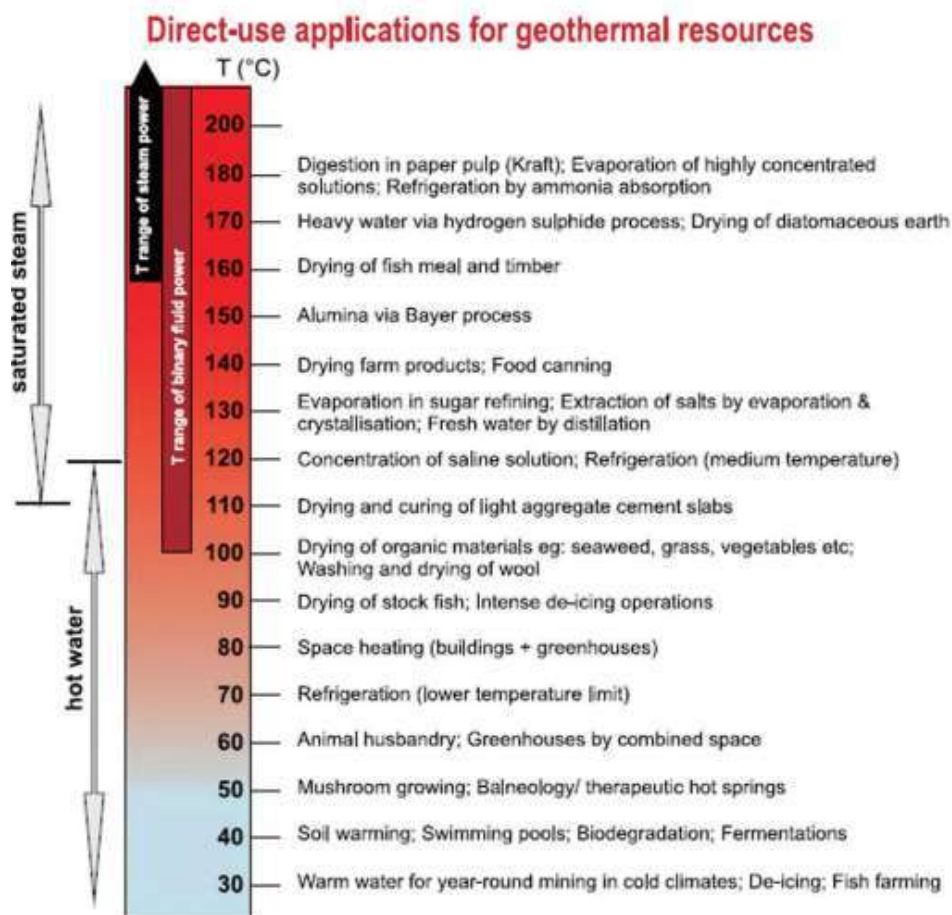 Direct-use applications for geothermal resources
T (°C)
T range of steam power
T range of binary fluid power
saturated steam
hot water
200
180
Digestion in paper pulp (Kraft); Evaporation of highly concentrated
solutions; Refrigeration by ammonia absorption
170
Heavy water via hydrogen sulphide process; Drying of diatomaceous earth
160
Drying of fish meal and timber
150
Alumina via Bayer process
140
Drying farm products; Food canning
130
Evaporation in sugar refining; Extraction of salts by evaporation &
crystallisation; Fresh water by distillation
120
Concentration of saline solution; Refrigeration (medium temperature)
110
Drying and curing of light aggregate cement slabs
100
Drying of organic materials eg: seaweed, grass, vegetables etc;
Washing and drying of wool
90
Drying of stock fish; Intense de-icing operations
80
Space heating (buildings + greenhouses)
70
Refrigeration (lower temperature limit)
60
Animal husbandry; Greenhouses by combined space
50
Mushroom growing; Balneology/ therapeutic hot springs
40
Soil warming; Swimming pools; Biodegradation; Fermentations
30
Warm water for year-round mining in cold climates; De-icing; Fish farming